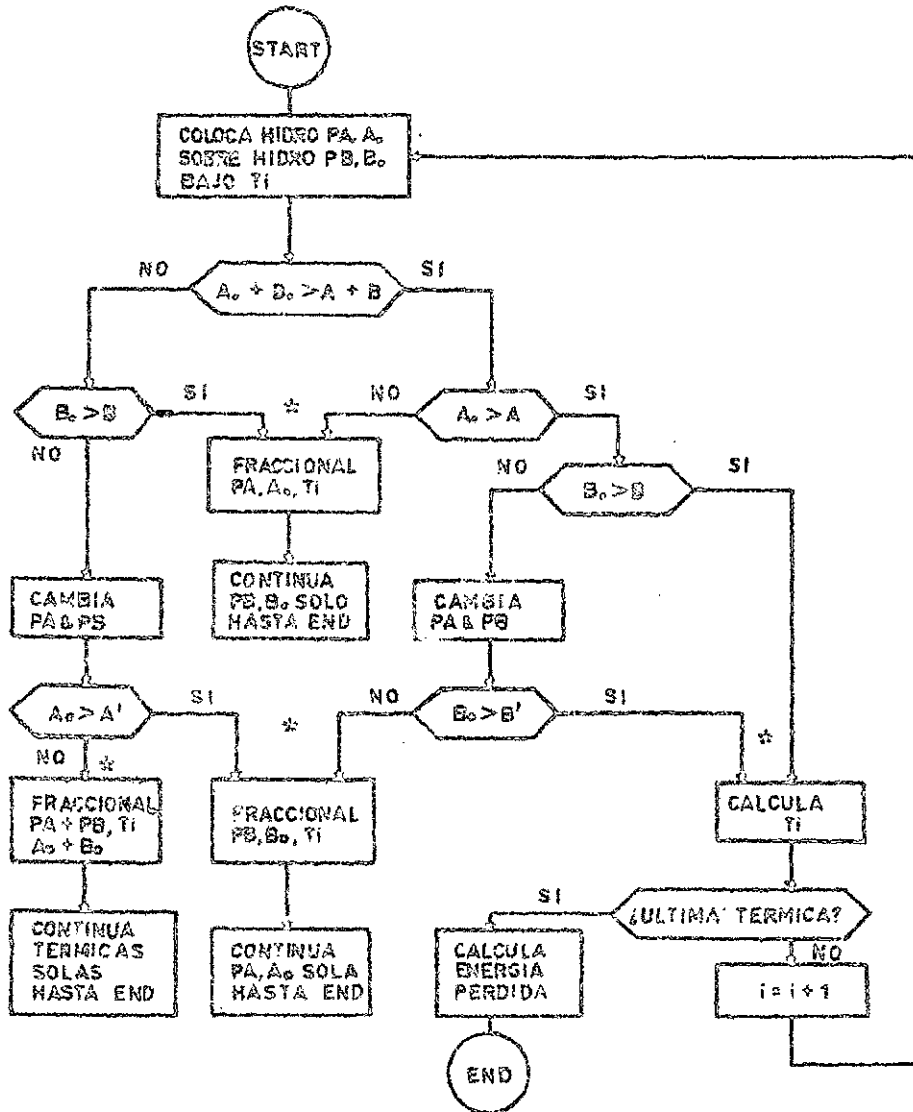 START
COLOCA HIDRO PA, A₀
SOBRE HIDRO PB, B₀
BAJO Ti
NO
SI
A₀ + B₀ > A + B
B₀ > B
SI
☆
NO
A₀ > A
SI
NO
FRACCIONAL
PA, A₀, Ti
NO
B₀ > B
SI
CONTINUA
PB, B₀ SOLO
HASTA END
CAMBIA
PA & PB
CAMBIA
PA & PB
A₀ > A'
SI
☆
NO
B₀ > B'
SI
☆
NO
☆
FRACCIONAL
PA + PB, Ti
A₀ + B₀
FRACCIONAL
PB, B₀, Ti
CALCULA
Ti
SI
¿ULTIMA TERMICA?
NO
CONTINUA
TERMICAS
SOLAS
HASTA END
CONTINUA
PA, A₀ SOLA
HASTA END
CALCULA
ENERGIA
PERDIDA
i = i + 1
END